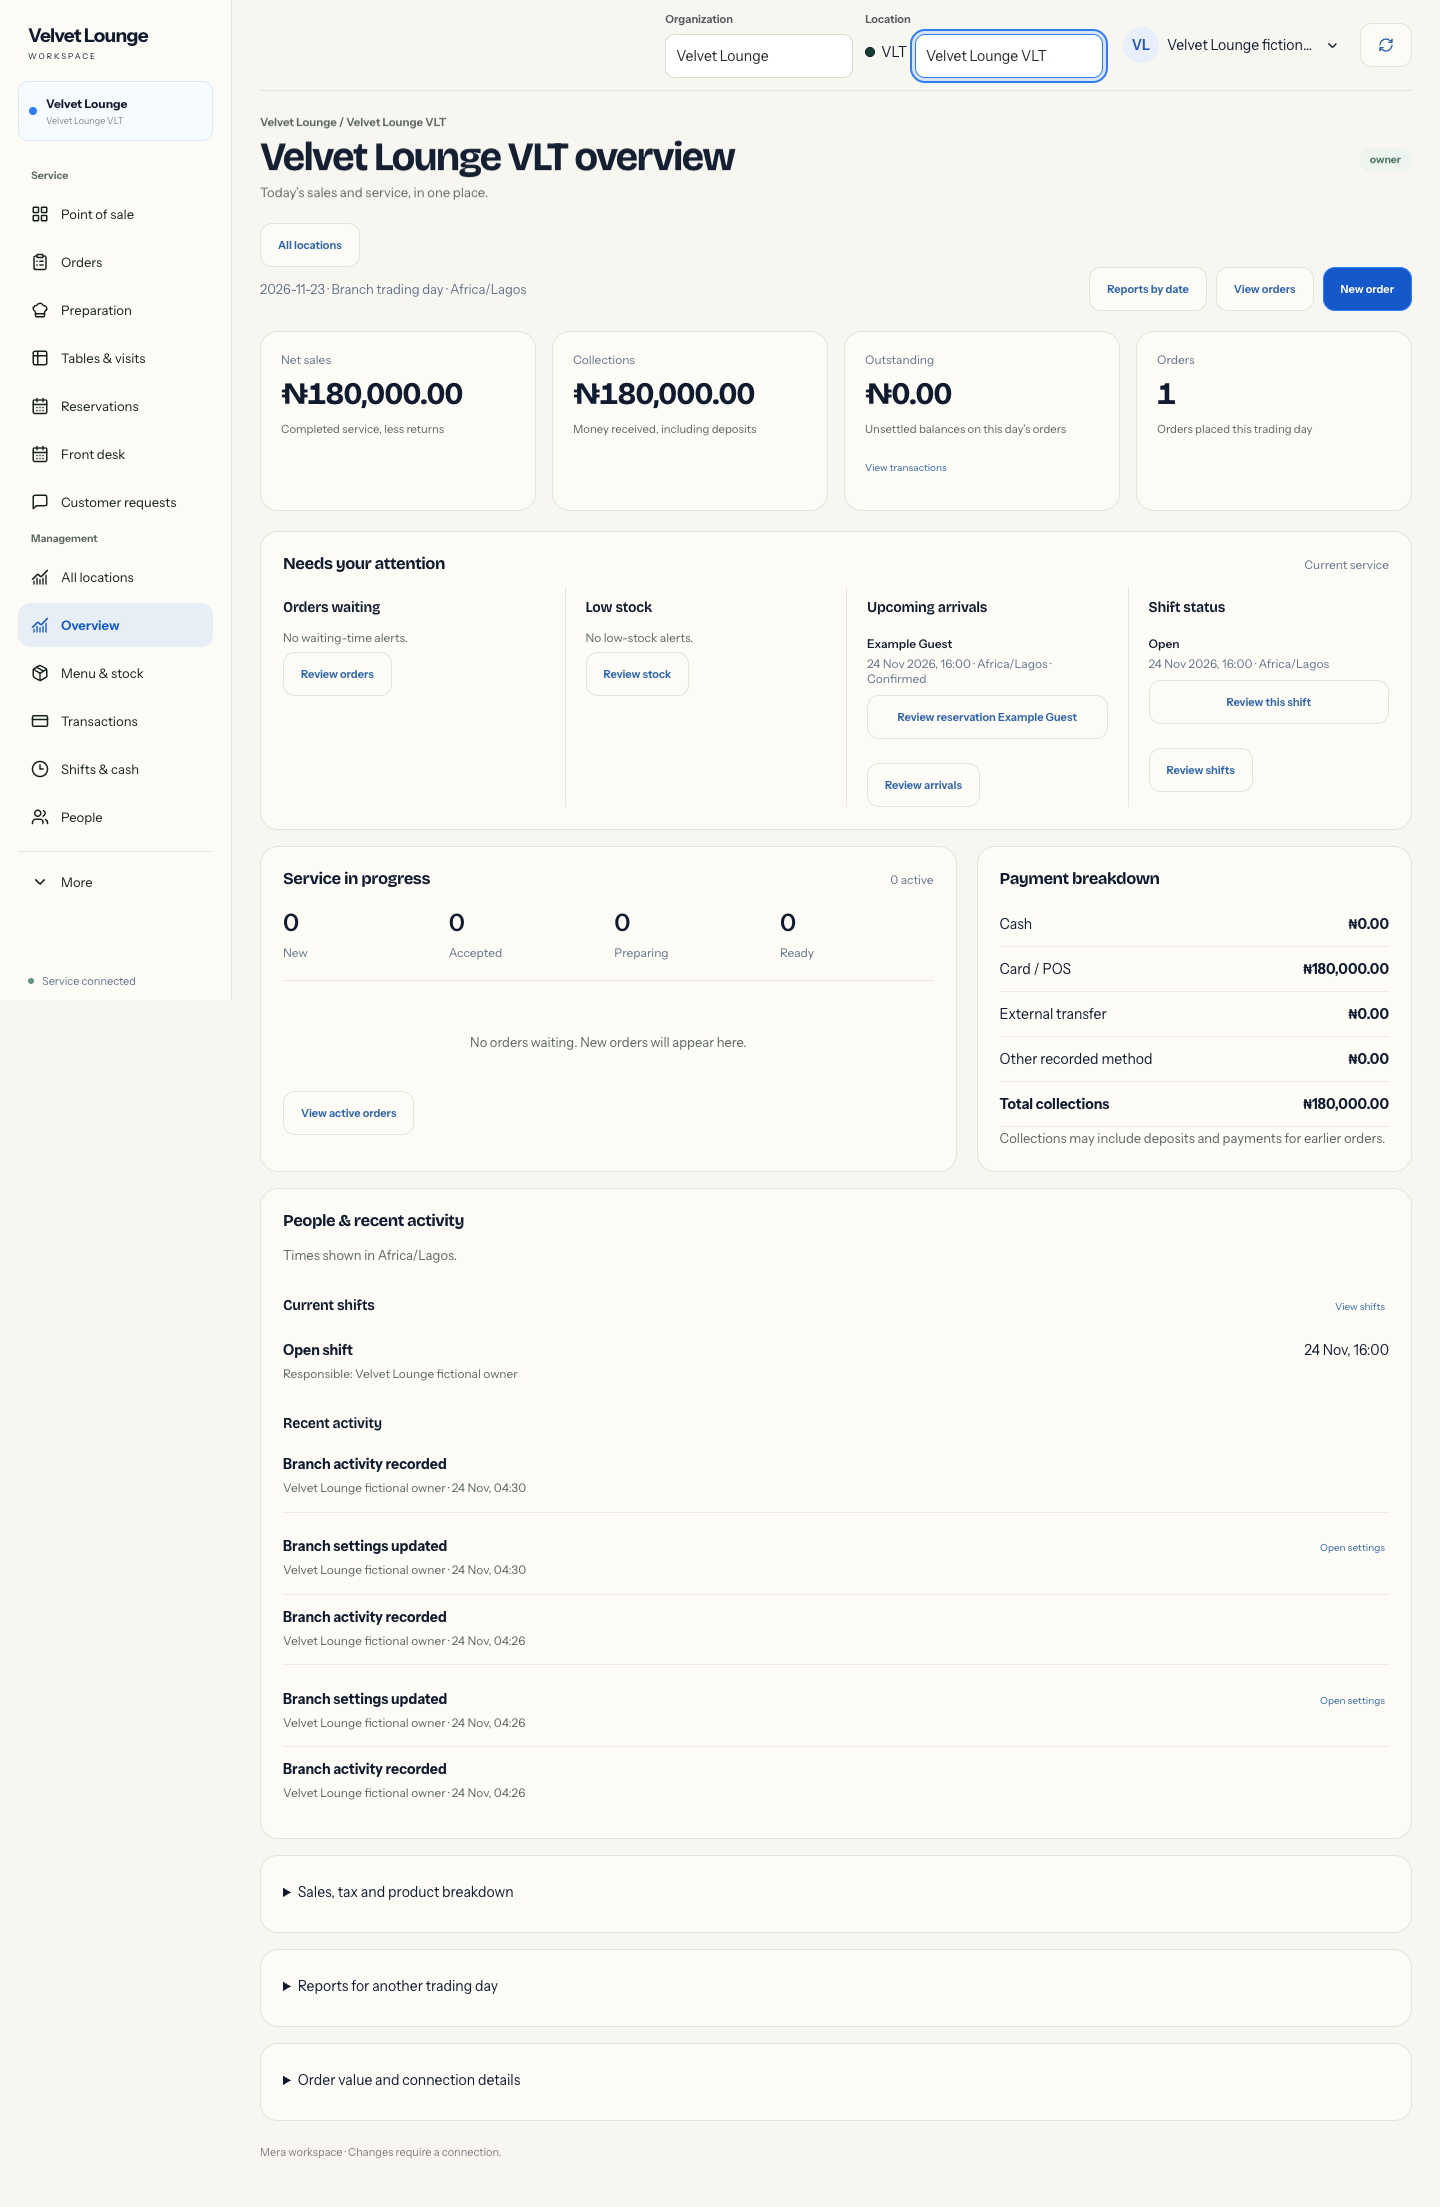 Velvet Lounge
WORKSPACE
Velvet Lounge
Velvet Lounge VLT
Service
Point of sale
Orders
Preparation
Tables & visits
Reservations
Front desk
Customer requests
Management
All locations
Overview
Menu & stock
Transactions
Shifts & cash
People
More
Service connected
Organization
Velvet Lounge
Location
VLT
Velvet Lounge VLT
VL
Velvet Lounge fiction...
Velvet Lounge / Velvet Lounge VLT
Velvet Lounge VLT overview
owner
Today's sales and service, in one place.
All locations
2026-11-23 · Branch trading day · Africa/Lagos
Reports by date
View orders
New order
Net sales
₦180,000.00
Completed service, less returns
Collections
₦180,000.00
Money received, including deposits
Outstanding
₦0.00
Unsettled balances on this day's orders
View transactions
Orders
1
Orders placed this trading day
Needs your attention
Current service
Orders waiting
No waiting-time alerts.
Review orders
Low stock
No low-stock alerts.
Review stock
Upcoming arrivals
Example Guest
24 Nov 2026, 16:00 · Africa/Lagos ·
Confirmed
Review reservation Example Guest
Review arrivals
Shift status
Open
24 Nov 2026, 16:00 · Africa/Lagos
Review this shift
Review shifts
Service in progress
0 active
0
New
0
Accepted
0
Preparing
0
Ready
No orders waiting. New orders will appear here.
View active orders
Payment breakdown
Cash ₦0.00
Card / POS ₦180,000.00
External transfer ₦0.00
Other recorded method ₦0.00
Total collections ₦180,000.00
Collections may include deposits and payments for earlier orders.
People & recent activity
Times shown in Africa/Lagos.
Current shifts
View shifts
Open shift
24 Nov, 16:00
Responsible: Velvet Lounge fictional owner
Recent activity
Branch activity recorded
Velvet Lounge fictional owner · 24 Nov, 04:30
Branch settings updated
Open settings
Velvet Lounge fictional owner · 24 Nov, 04:30
Branch activity recorded
Velvet Lounge fictional owner · 24 Nov, 04:26
Branch settings updated
Open settings
Velvet Lounge fictional owner · 24 Nov, 04:26
Branch activity recorded
Velvet Lounge fictional owner · 24 Nov, 04:26
Sales, tax and product breakdown
Reports for another trading day
Order value and connection details
Mera workspace · Changes require a connection.